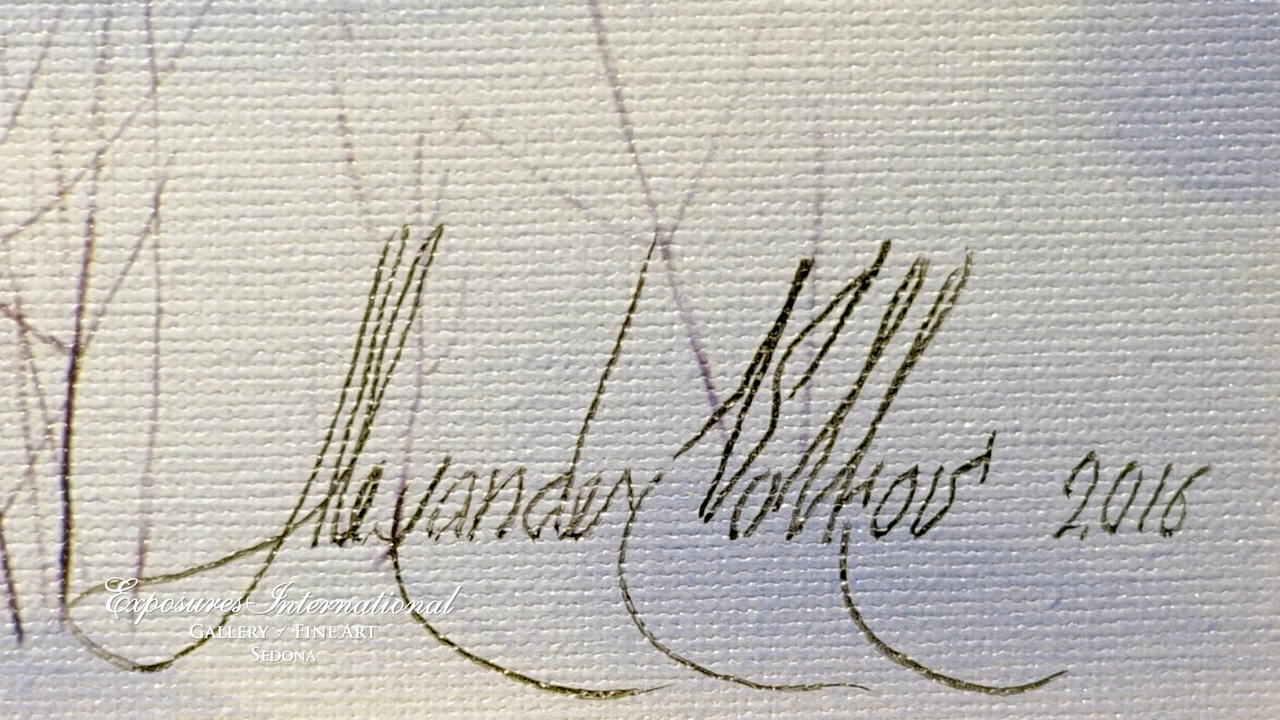 Alexander Volkov 2016
Exposures International
Gallery of Fine Art
Sedona